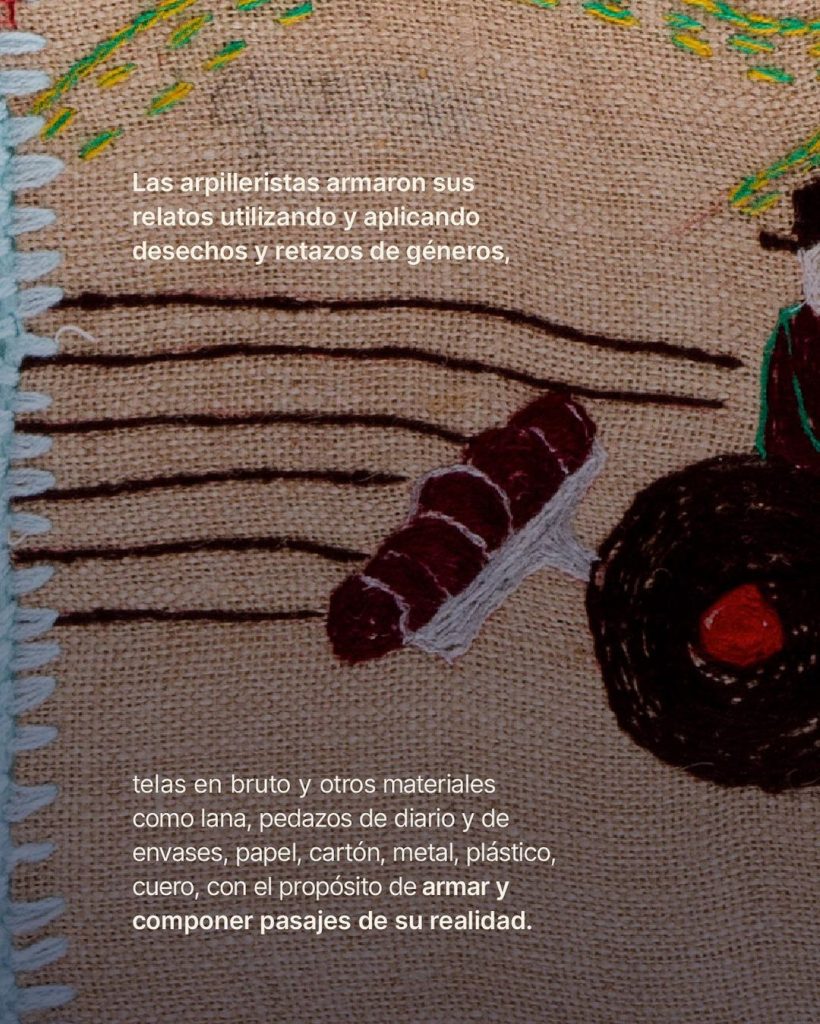 Las arpilleristas armaron sus
relatos utilizando y aplicando
desechos y retazos de géneros,
telas en bruto y otros materiales
como lana, pedazos de diario y de
envases, papel, cartón, metal, plástico,
cuero, con el propósito de armar y
componer pasajes de su realidad.